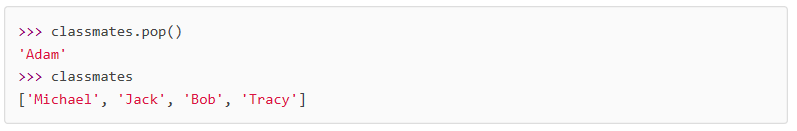 >>> classmates.pop()
'Adam'
>>> classmates
['Michael', 'Jack', 'Bob', 'Tracy']